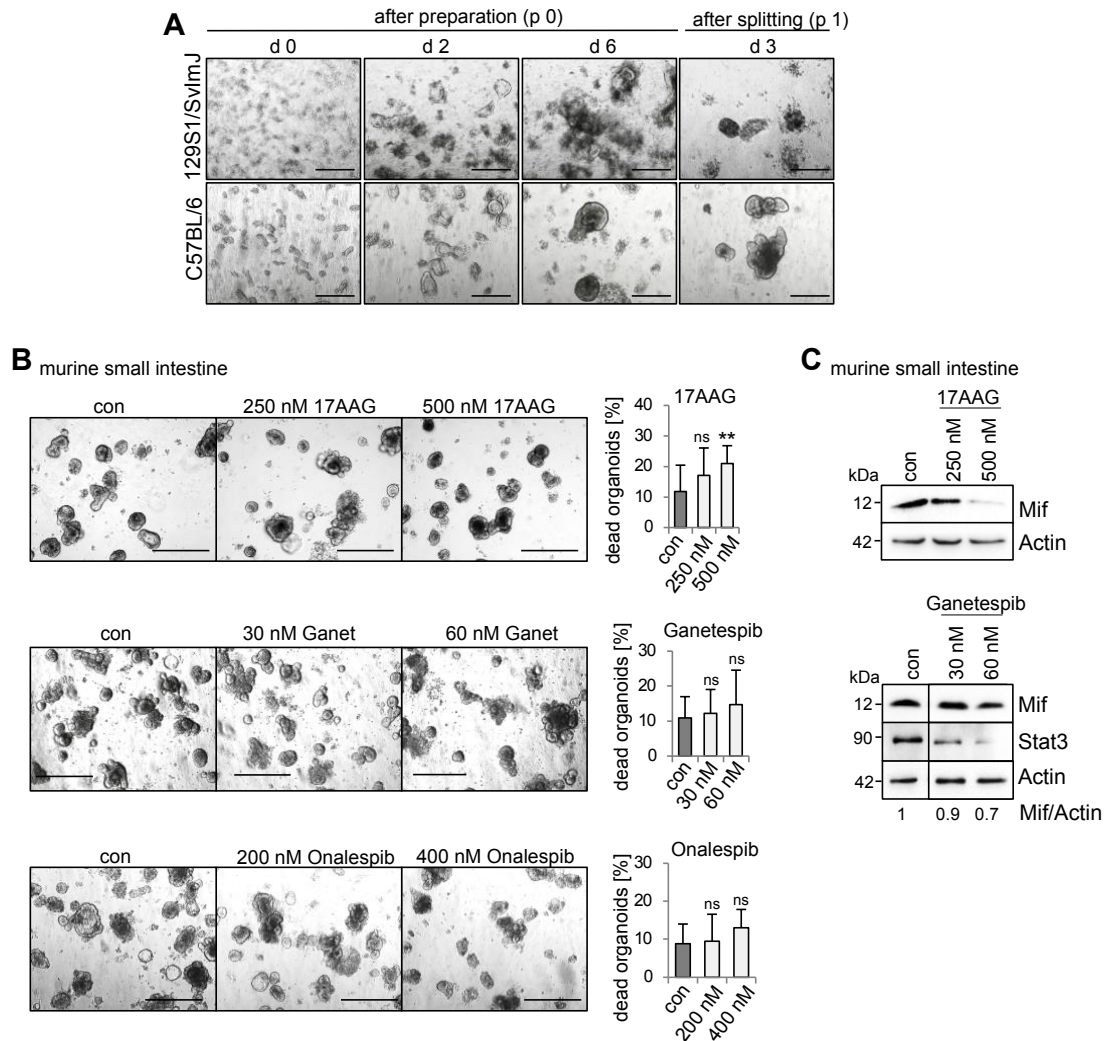 A
after preparation (p 0)
after splitting (p 1)
d 0
d 2
d 6
d 3
129S1/SvImJ
C57BL/6
B murine small intestine
con
250 nM 17AAG
500 nM 17AAG
17AAG
dead organoids [%]
40
30
20
10
0
ns
**
con
250 nM
500 nM
con
30 nM Ganet
60 nM Ganet
Ganetespib
dead organoids [%]
30
20
10
0
ns
ns
con
30 nM
60 nM
con
200 nM Onalespib
400 nM Onalespib
Onalespib
dead organoids [%]
30
20
10
0
ns
ns
con
200 nM
400 nM
C murine small intestine
17AAG
kDa
con
250 nM
500 nM
12
Mif
42
Actin
Ganetespib
kDa
con
30 nM
60 nM
12
Mif
90
Stat3
42
Actin
1 0.9 0.7 Mif/Actin